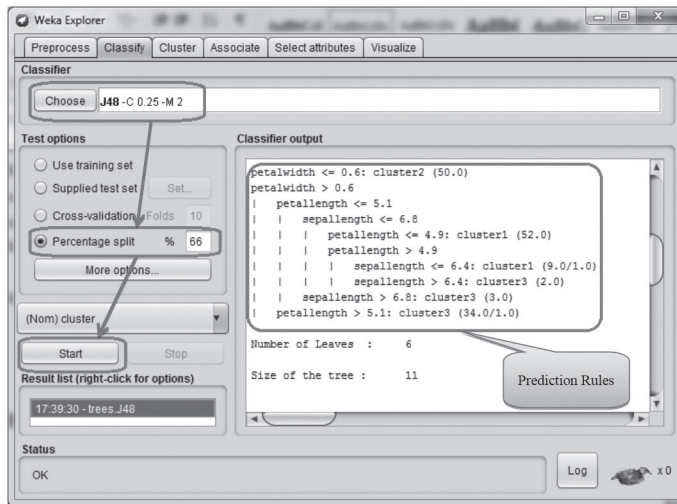 Weka Explorer
Preprocess Classify Cluster Associate Select attributes Visualize
Classifier
Choose J48 -C 0.25 -M 2
Test options
Use training set
Supplied test set Set...
Cross-validation Folds 10
Percentage split % 66
More options...
(Nom) cluster
Start Stop
Result list (right-click for options)
17:39:30 - trees.J48
Classifier output
petalwidth <= 0.6: cluster2 (50.0)
petalwidth > 0.6
| petallength <= 5.1
| | sepallength <= 6.8
| | | petallength <= 4.9: cluster1 (52.0)
| | | petallength > 4.9
| | | | sepallength <= 6.4: cluster1 (9.0/1.0)
| | | | sepallength > 6.4: cluster3 (2.0)
| | sepallength > 6.8: cluster3 (3.0)
| petallength > 5.1: cluster3 (34.0/1.0)
Number of Leaves : 6
Size of the tree : 11
Prediction Rules
Status
OK
Log x 0